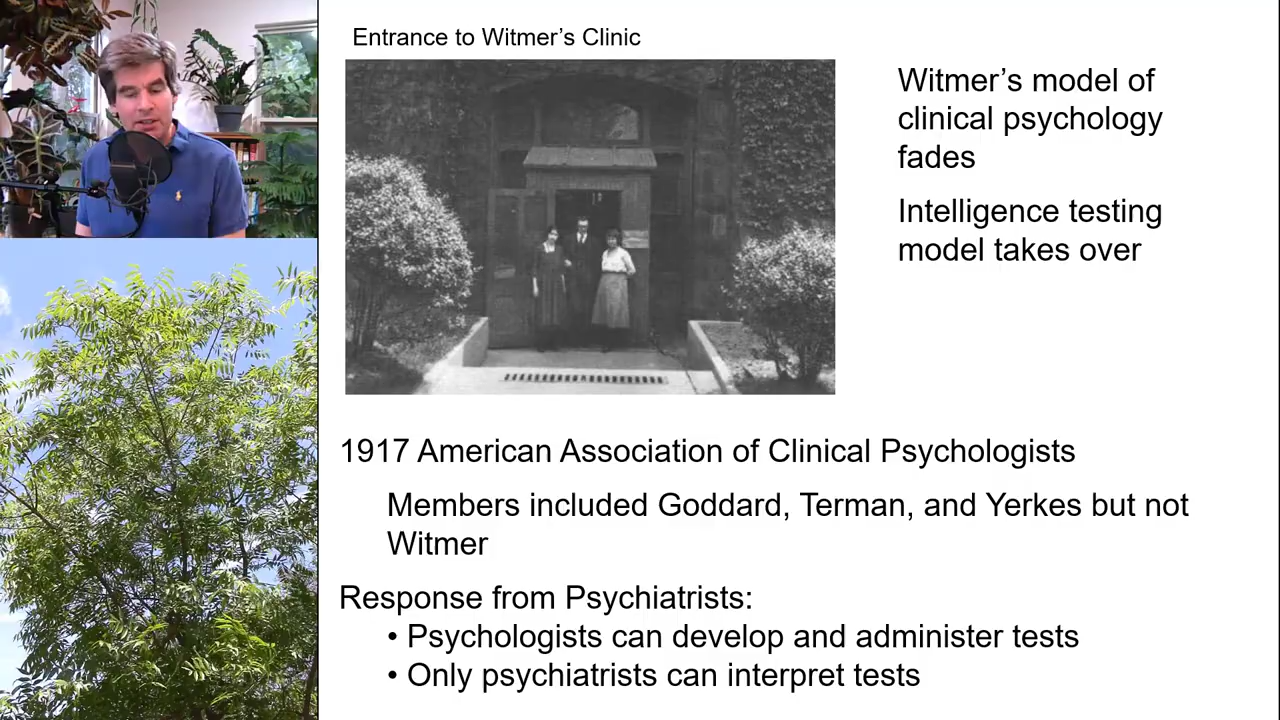 Entrance to Witmer’s Clinic
Witmer’s model of
clinical psychology
fades
Intelligence testing
model takes over
1917 American Association of Clinical Psychologists
Members included Goddard, Terman, and Yerkes but not
Witmer
Response from Psychiatrists:
• Psychologists can develop and administer tests
• Only psychiatrists can interpret tests